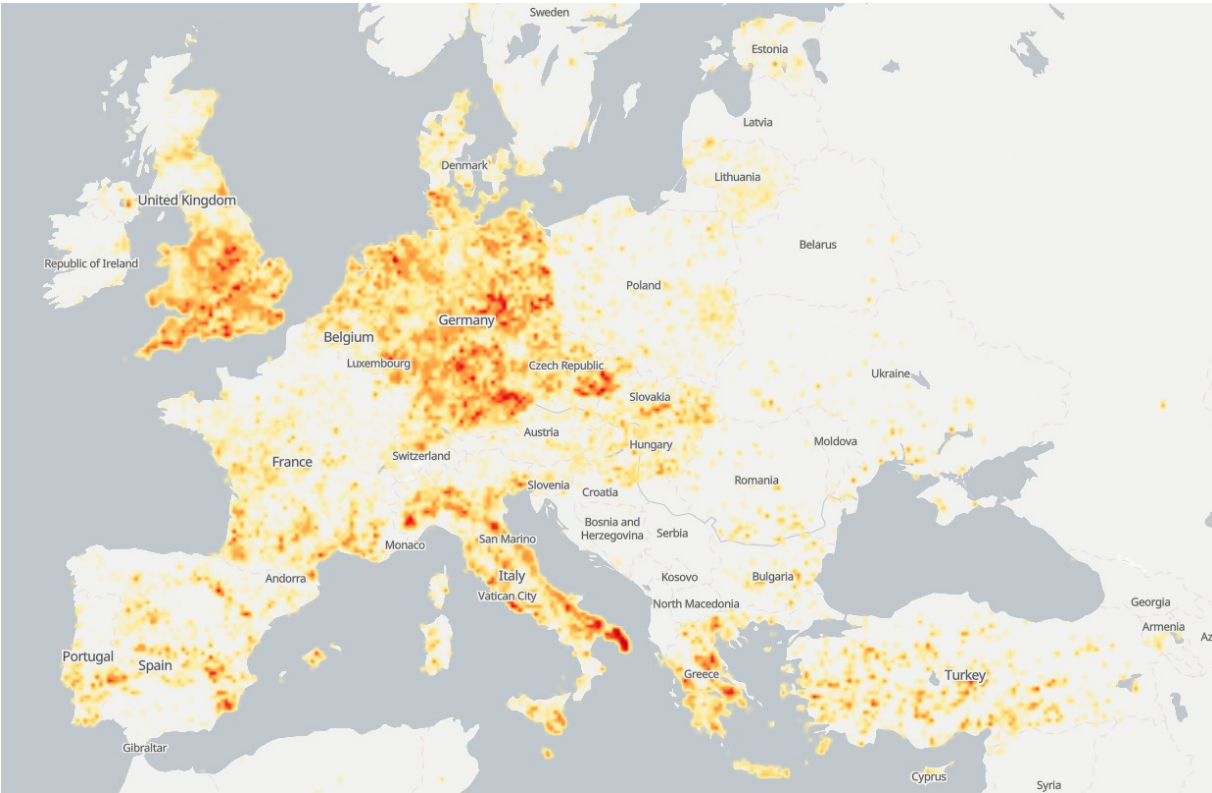 Sweden
Estonia
Latvia
Denmark
Lithuania
United Kingdom
Belarus
Republic of Ireland
Poland
Germany
Belgium
Luxembourg
Czech Republic
Ukraine
Slovakia
Austria
Hungary
Moldova
Switzerland
France
Romania
Slovenia
Croatia
Bosnia and
Herzegovina
Serbia
San Marino
Monaco
Italy
Andorra
Kosovo
Bulgaria
Vatican City
North Macedonia
Georgia
Armenia
Az
Portugal
Spain
Greece
Turkey
Gibraltar
Cyprus
Syria